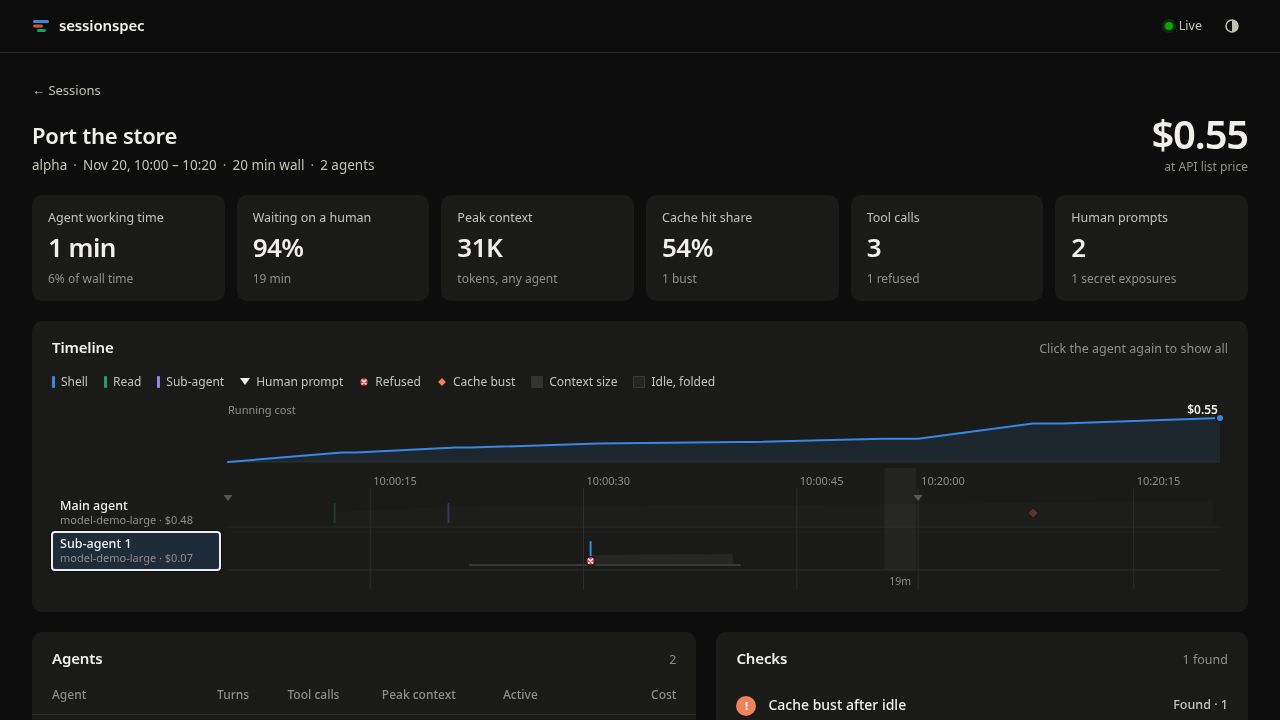 sessionspec
Live
← Sessions
Port the store
$0.55
alpha · Nov 20, 10:00 – 10:20 · 20 min wall · 2 agents
at API list price
Agent working time
1 min
6% of wall time
Waiting on a human
94%
19 min
Peak context
31K
tokens, any agent
Cache hit share
54%
1 bust
Tool calls
3
1 refused
Human prompts
2
1 secret exposures
Timeline
Click the agent again to show all
Shell Read Sub-agent Human prompt Refused Cache bust Context size Idle, folded
Running cost
$0.55
10:00:15 10:00:30 10:00:45 10:20:00 10:20:15
Main agent
model-demo-large · $0.48
Sub-agent 1
model-demo-large · $0.07
19m
Agents
2
Agent Turns Tool calls Peak context Active Cost
Checks
1 found
! Cache bust after idle
Found · 1